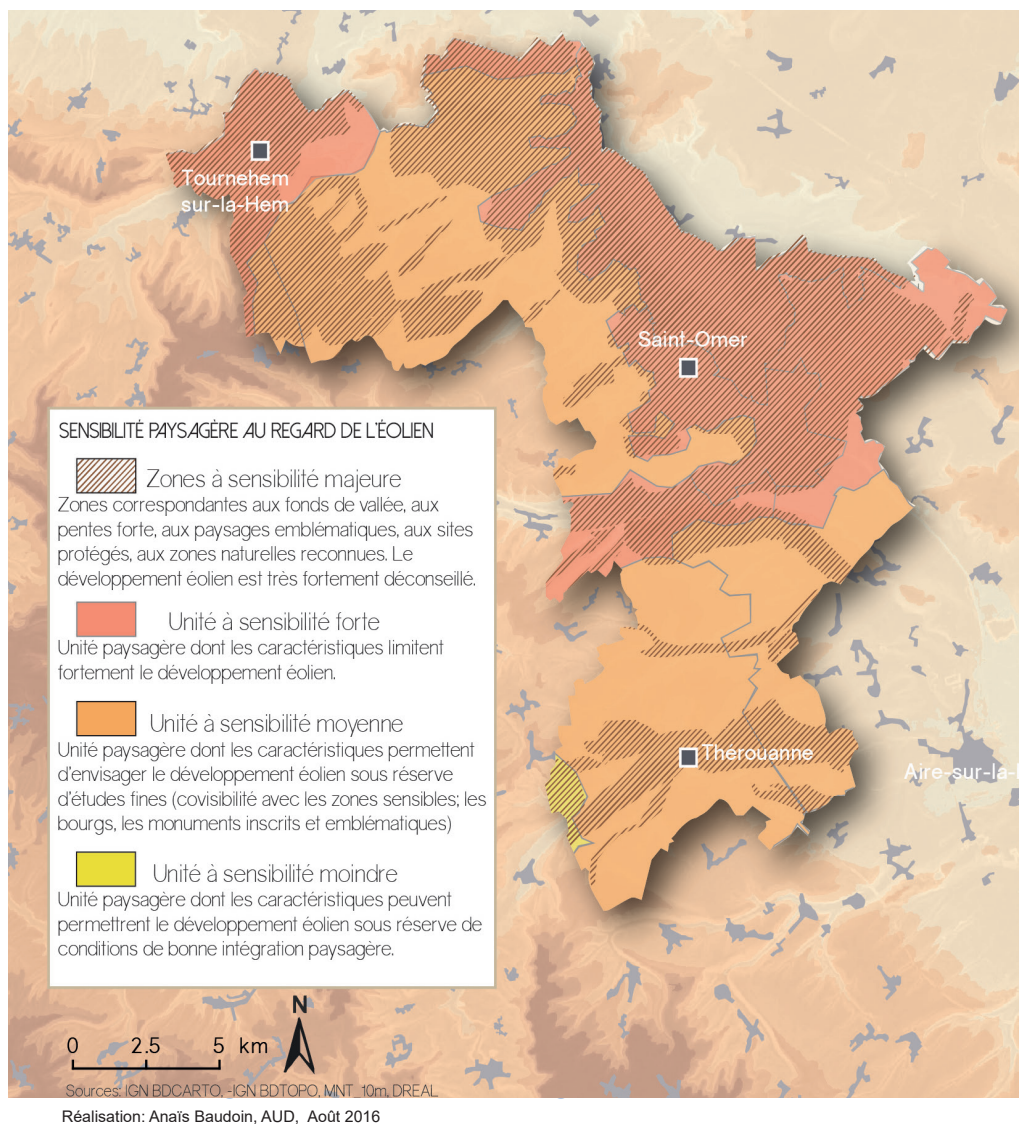 Tournehem
sur-la-Hem
Saint-Omer
SENSIBILITÉ PAYSAGÈRE AU REGARD DE L'ÉOLIEN
Zones à sensibilité majeure
Zones correspondantes aux fonds de vallée, aux
pentes forte, aux paysages emblématiques, aux sites
protégés, aux zones naturelles reconnues. Le
développement éolien est très fortement déconseillé.
Unité à sensibilité forte
Unité paysagère dont les caractéristiques limitent
fortement le développement éolien.
Unité à sensibilité moyenne
Unité paysagère dont les caractéristiques permettent
d'envisager le développement éolien sous réserve
d'études fines (covisibilité avec les zones sensibles; les
bourgs, les monuments inscrits et emblématiques)
Unité à sensibilité moindre
Unité paysagère dont les caractéristiques peuvent
permettrent le développement éolien sous réserve de
conditions de bonne intégration paysagère.
Thérouanne
Aire-sur-la-l
N
0 2.5 5 km
Sources: IGN BDCARTO, -IGN BDTOPO, MNT_10m, DREAL
Réalisation: Anaïs Baudoin, AUD, Août 2016